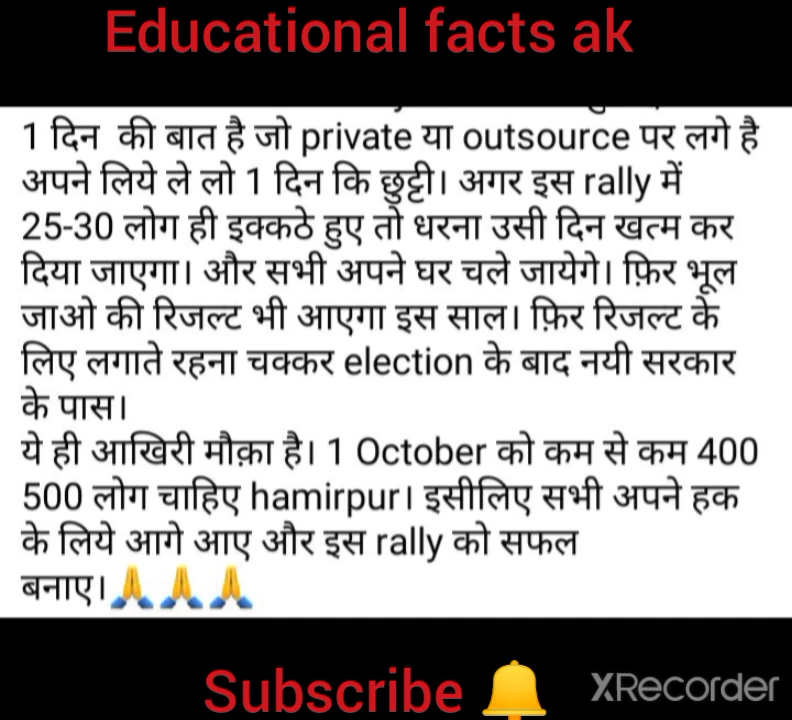 Educational facts ak
1 दिन की बात है जो private या outsource पर लगे है
अपने लिये ले लो 1 दिन कि छुट्टी। अगर इस rally में
25-30 लोग ही इक्कठे हुए तो धरना उसी दिन खत्म कर
दिया जाएगा। और सभी अपने घर चले जायेगे। फ़िर भूल
जाओ की रिजल्ट भी आएगा इस साल। फ़िर रिजल्ट के
लिए लगाते रहना चक्कर election के बाद नयी सरकार
के पास।
ये ही आखिरी मौक़ा है। 1 October को कम से कम 400
500 लोग चाहिए hamirpur। इसीलिए सभी अपने हक
के लिये आगे आए और इस rally को सफल
बनाए।🙏🙏🙏
Subscribe 🔔
XRecorder